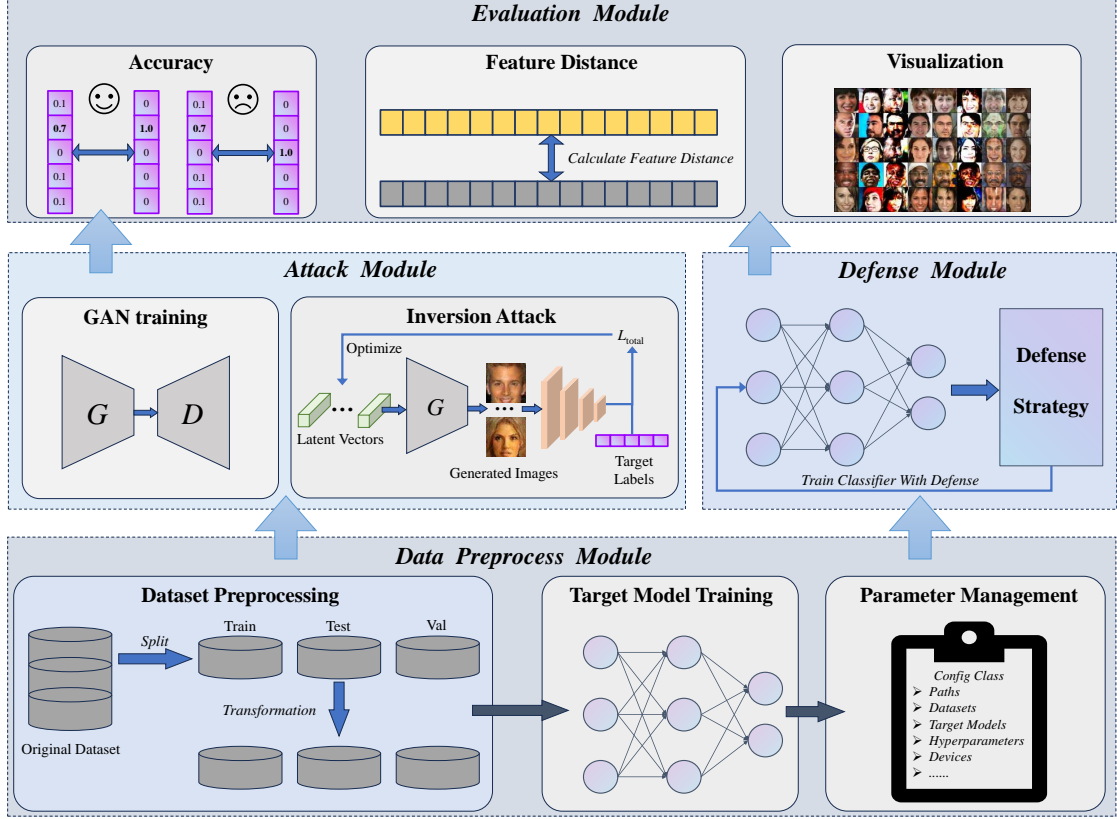 Evaluation Module
Accuracy
0.1
0.7
0
0.1
0.1
0
1.0
0
0
0
0.1
0.7
0
0.1
0.1
0
0
1.0
0
0
Feature Distance
Calculate Feature Distance
Visualization
Attack Module
GAN training
G
D
Inversion Attack
Optimize
L_total
...
G
...
Latent Vectors
Generated Images
Target
Labels
Defense Module
Defense
Strategy
Train Classifier With Defense
Data Preprocess Module
Dataset Preprocessing
Original Dataset
Split
Train
Test
Val
Transformation
Target Model Training
Parameter Management
Config Class
➢ Paths
➢ Datasets
➢ Target Models
➢ Hyperparameters
➢ Devices
➢ ......